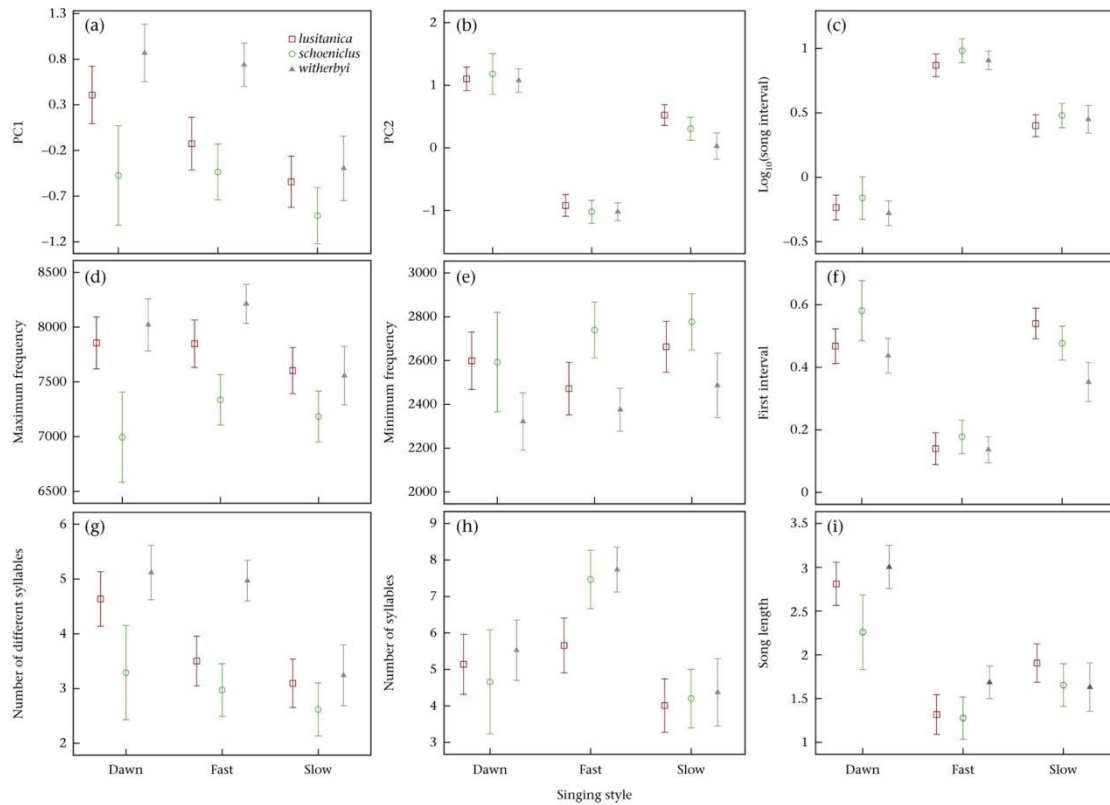 (a)
lusitanica
schoeniclus
witherbyi
PC1
1.3
0.8
0.3
−0.2
−0.7
−1.2
(b)
PC2
2
1
0
−1
(c)
Log10(song interval)
1
0.5
0
−0.5
(d)
Maximum frequency
8500
8000
7500
7000
6500
(e)
Minimum frequency
3000
2800
2600
2400
2200
2000
(f)
First interval
0.6
0.4
0.2
0
(g)
Number of different syllables
6
5
4
3
2
Dawn Fast Slow
(h)
Number of syllables
9
8
7
6
5
4
3
Dawn Fast Slow
(i)
Song length
3.5
3
2.5
2
1.5
1
Dawn Fast Slow
Singing style